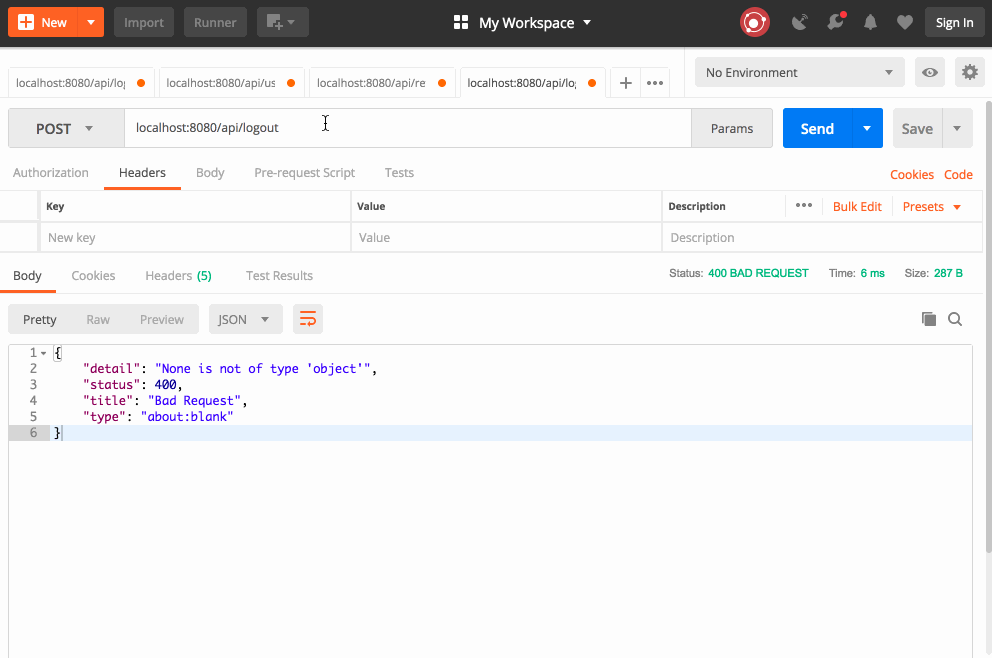 New Import Runner My Workspace Sign In
localhost:8080/api/log localhost:8080/api/us localhost:8080/api/re localhost:8080/api/log No Environment
POST localhost:8080/api/logout Params Send Save
Authorization Headers Body Pre-request Script Tests Cookies Code
Key Value Description Bulk Edit Presets
New key Value Description
Body Cookies Headers (5) Test Results Status: 400 BAD REQUEST Time: 6 ms Size: 287 B
Pretty Raw Preview JSON
1 {
2 "detail": "None is not of type 'object'",
3 "status": 400,
4 "title": "Bad Request",
5 "type": "about:blank"
6 }